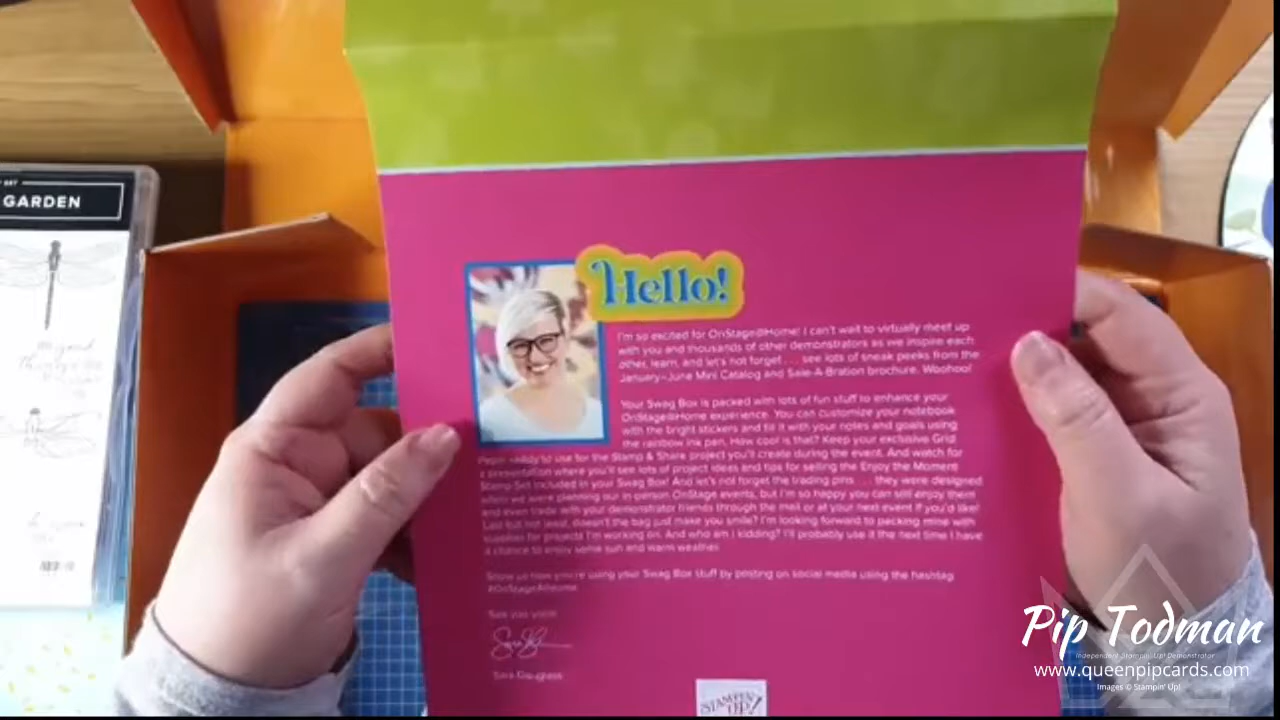 SET
GARDEN
Hello!
I'm so excited for OnStage@Home! I can't wait to virtually meet up
with you and thousands of other demonstrators as we inspire each
other, learn, and let's not forget . . . see lots of sneak peeks from the
January–June Mini Catalog and Sale-A-Bration brochure. Woohoo!
Your Swag Box is packed with lots of fun stuff to enhance your
OnStage@Home experience. You can customize your notebook
with the bright stickers and fill it with your notes and goals using
the rainbow ink pen. How cool is that? Keep your exclusive Grid
Paper ready to use for the Stamp & Share project you'll create during the event. And watch for
a presentation where you'll see lots of project ideas and tips for selling the Enjoy the Moment
Stamp Set included in your Swag Box! And let's not forget the trading pins . . . they were designed
when we were planning our in-person OnStage events, but I'm so happy you can still enjoy them
and even trade with your demonstrator friends through the mail or at your next event if you'd like!
Last but not least, doesn't the bag just make you smile? I'm looking forward to packing mine with
supplies for projects I'm working on. And who am I kidding? I'll probably use it the next time I have
a chance to enjoy some sun and warm weather.
Show us how you're using your Swag Box stuff by posting on social media using the hashtag
#OnStageAtHome
See you soon!
Sara Douglass
STAMPIN' UP!
Pip Todman
Independent Stampin' Up! Demonstrator
www.queenpipcards.com
Images © Stampin' Up!